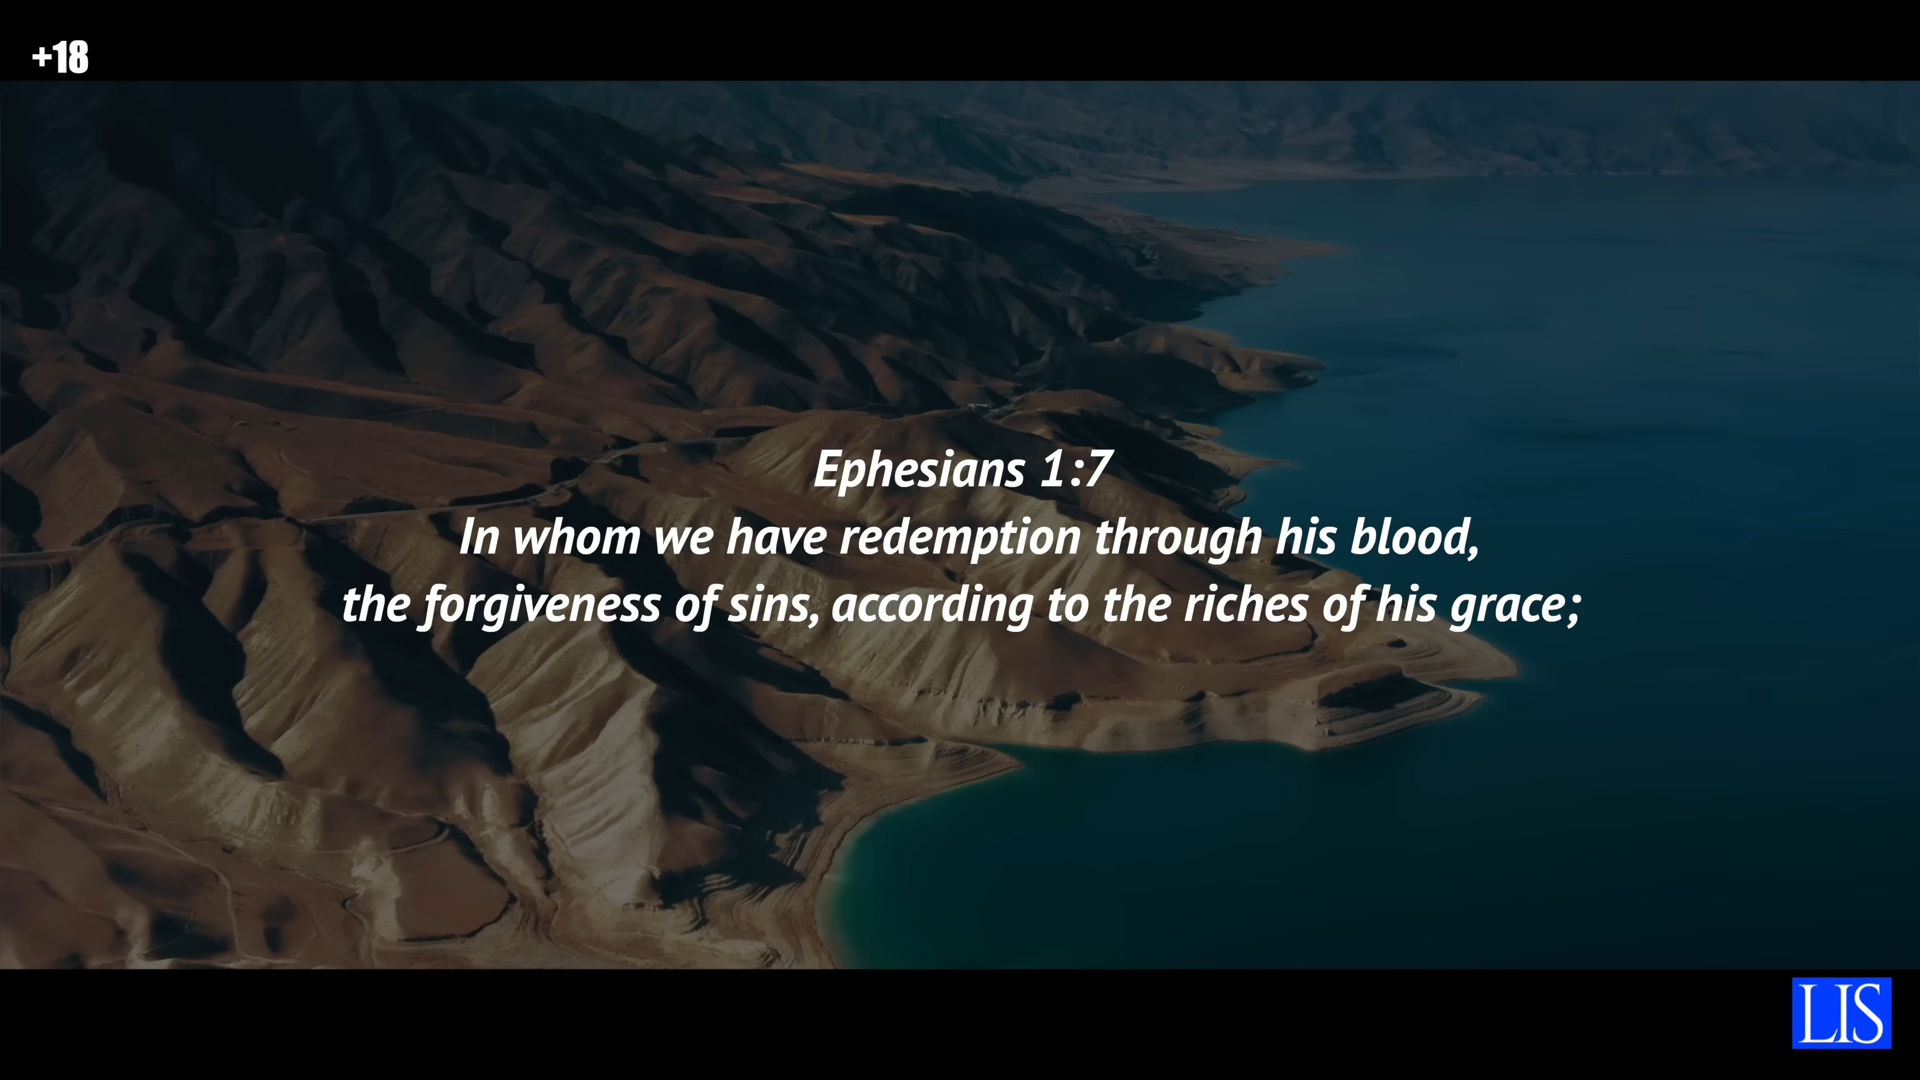 +18
Ephesians 1:7
In whom we have redemption through his blood,
the forgiveness of sins, according to the riches of his grace;
LIS